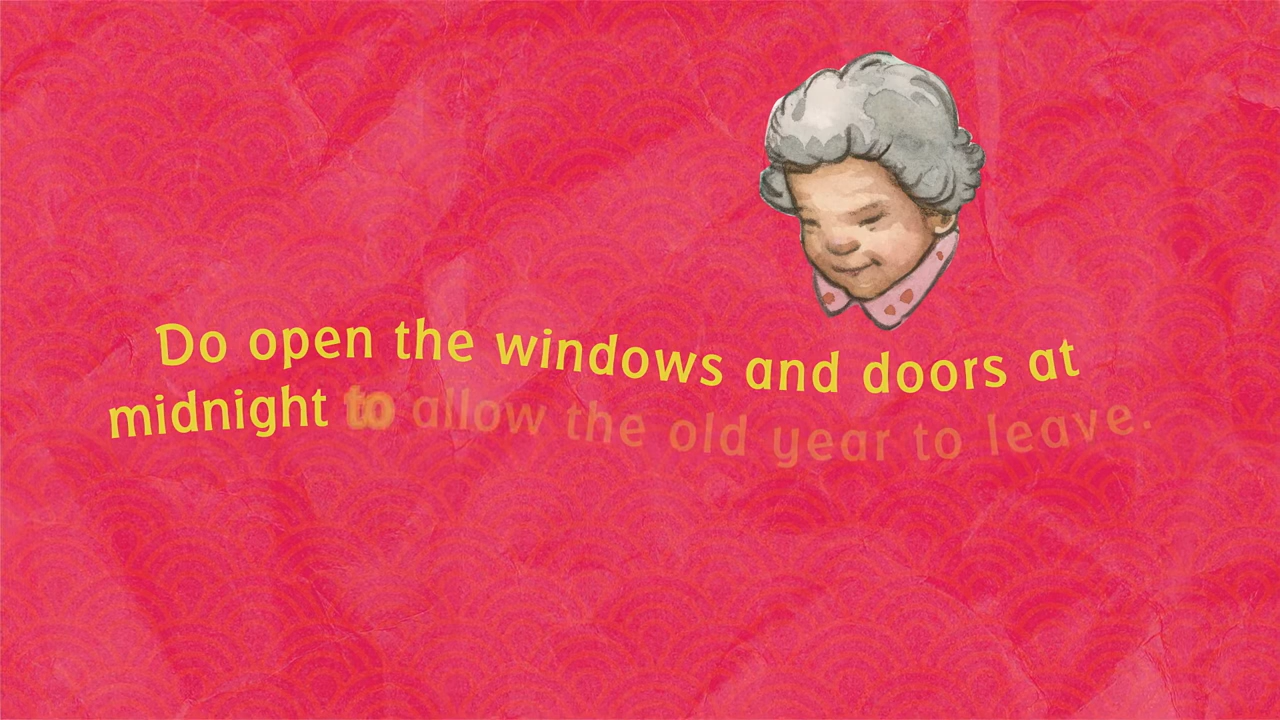 Do open the windows and doors at
midnight to allow the old year to leave.